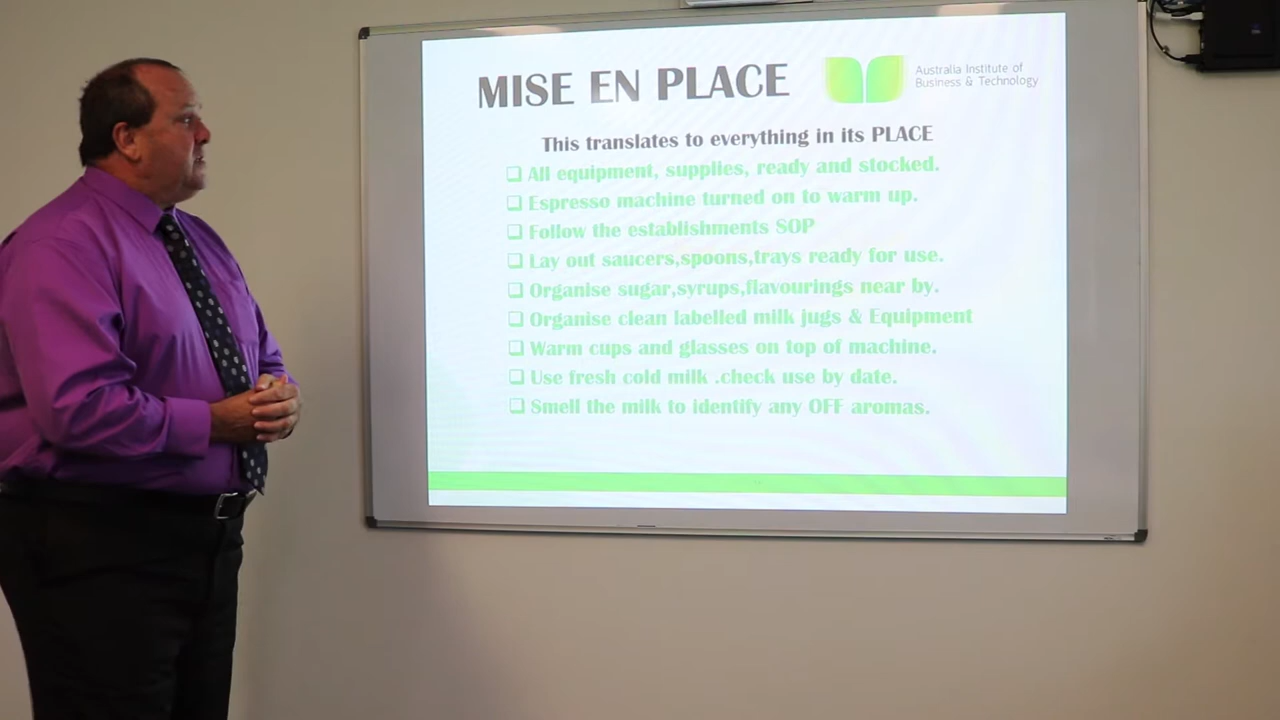 MISE EN PLACE
Australia Institute of
Business & Technology
This translates to everything in its PLACE
All equipment, supplies, ready and stocked.
Espresso machine turned on to warm up.
Follow the establishments SOP
Lay out saucers,spoons,trays ready for use.
Organise sugar,syrups,flavourings near by.
Organise clean labelled milk jugs & Equipment
Warm cups and glasses on top of machine.
Use fresh cold milk .check use by date.
Smell the milk to identify any OFF aromas.